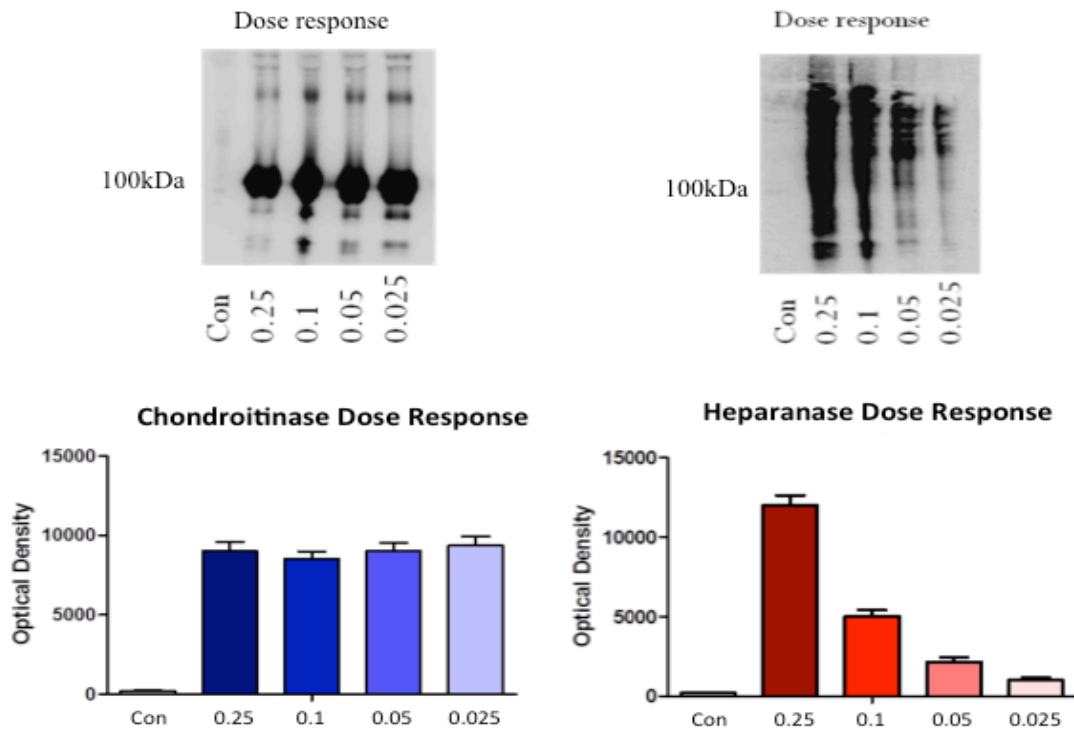 Dose response
100kDa
Con 0.25 0.1 0.05 0.025
Dose response
100kDa
Con 0.25 0.1 0.05 0.025
Chondroitinase Dose Response
Optical Density
15000
10000
5000
0
Con 0.25 0.1 0.05 0.025
Heparanase Dose Response
Optical Density
15000
10000
5000
0
Con 0.25 0.1 0.05 0.025